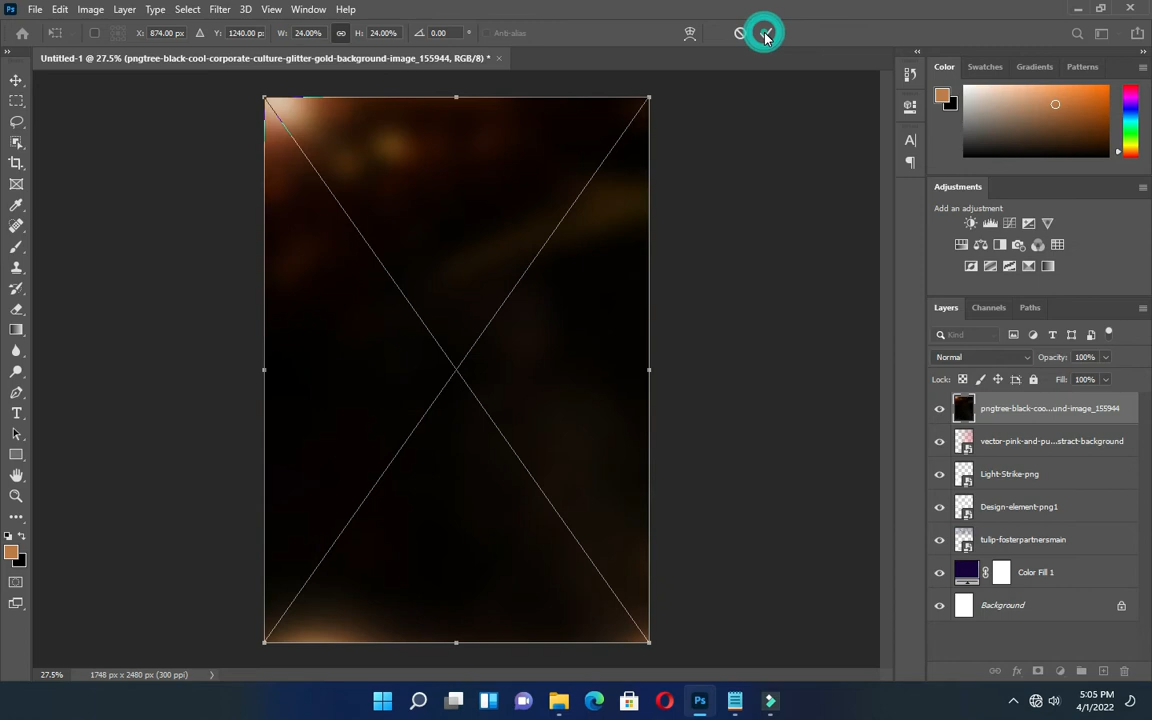 Ps File Edit Image Layer Type Select Filter 3D View Window Help
X: 874.00 px Y: 1240.00 px W: 24.00% H: 24.00% 0.00 ° Anti-alias
Untitled-1 @ 27.5% (pngtree-black-cool-corporate-culture-glitter-gold-background-image_155944, RGB/8) * ×
Color Swatches Gradients Patterns
Adjustments
Add an adjustment
Layers Channels Paths
Kind
Normal Opacity: 100%
Lock: Fill: 100%
pngtree-black-coo...und-image_155944
vector-pink-and-pu...stract-background
Light-Strike-png
Design-element-png1
tulip-fosterpartnersmain
Color Fill 1
Background
27.5% 1748 px x 2480 px (300 ppi)
Ps
5:05 PM
4/1/2022